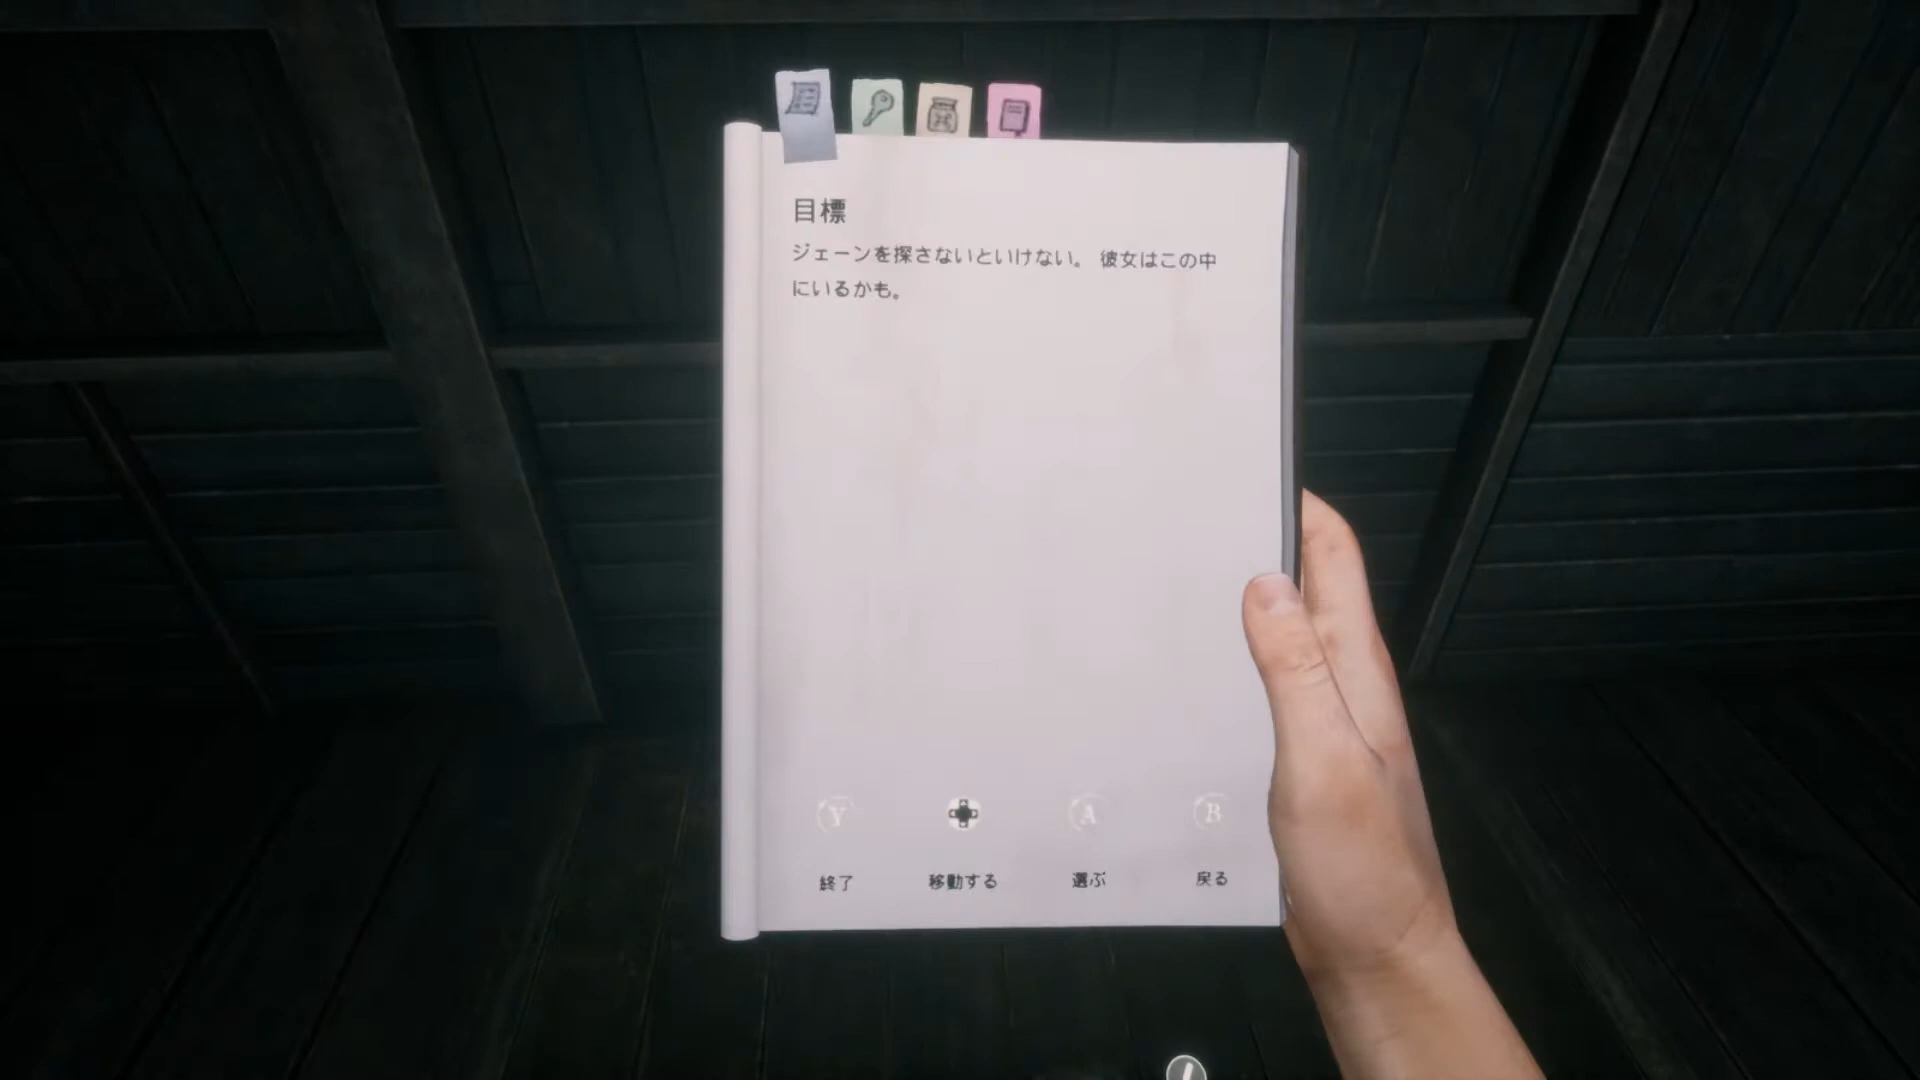 目標
ジェーンを探さないといけない。 彼女はこの中
にいるかも。
Y
A
B
終了
移動する
選ぶ
戻る